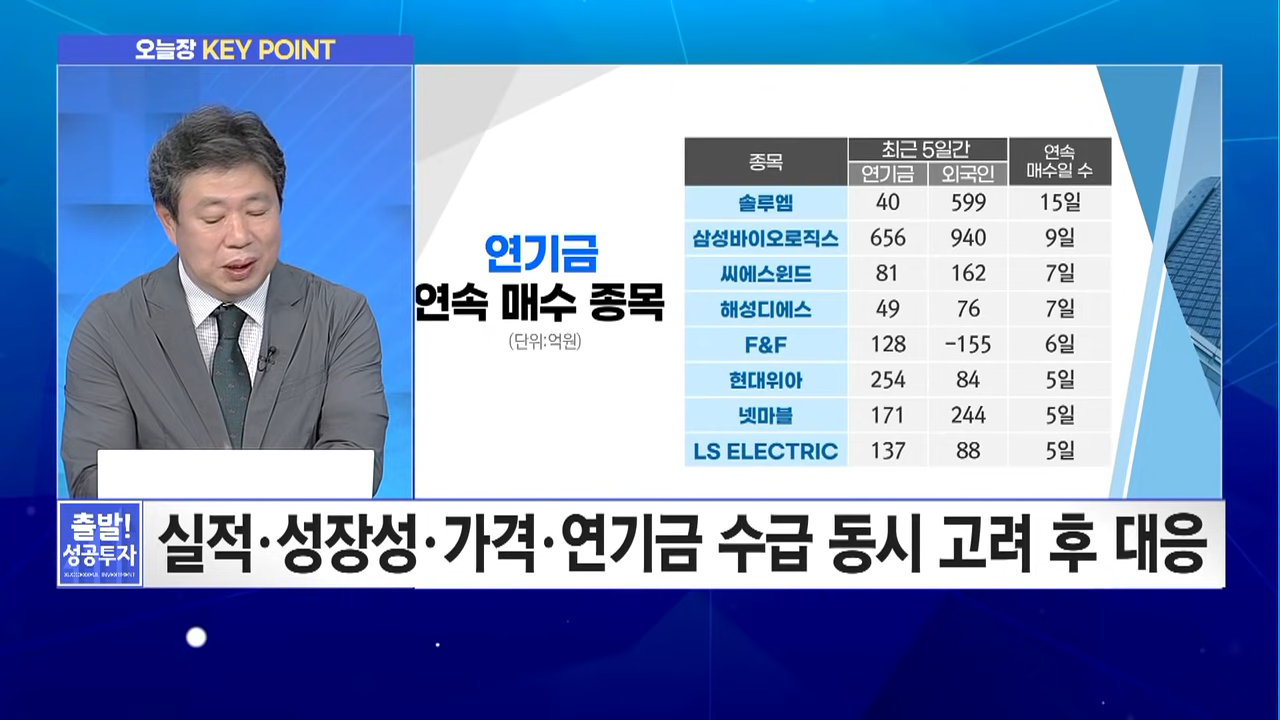 오늘장 KEY POINT
연기금
연속 매수 종목
(단위:억원)
종목 최근 5일간 연속 매수일 수
연기금 외국인
솔루엠 40 599 15일
삼성바이오로직스 656 940 9일
씨에스윈드 81 162 7일
해성디에스 49 76 7일
F&F 128 -155 6일
현대위아 254 84 5일
넷마블 171 244 5일
LS ELECTRIC 137 88 5일
출발!
성공투자
SUCCESSFUL INVESTMENT
실적·성장성·가격·연기금 수급 동시 고려 후 대응